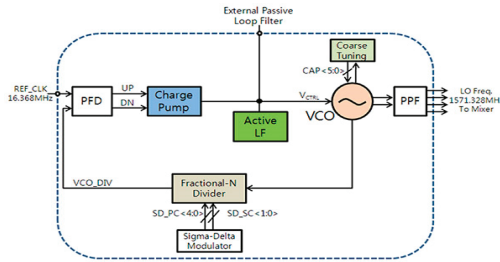 External Passive
Loop Filter
Coarse
Tuning
CAP<5:0>
REF_CLK
16.368MHz
PFD
UP
DN
Charge
Pump
Active
LF
VCTRL
VCO
PPF
LO Freq.
1571.328MH
To Mixer
VCO_DIV
Fractional-N
Divider
SD_PC<4:0>
SD_SC<1:0>
Sigma-Delta
Modulator